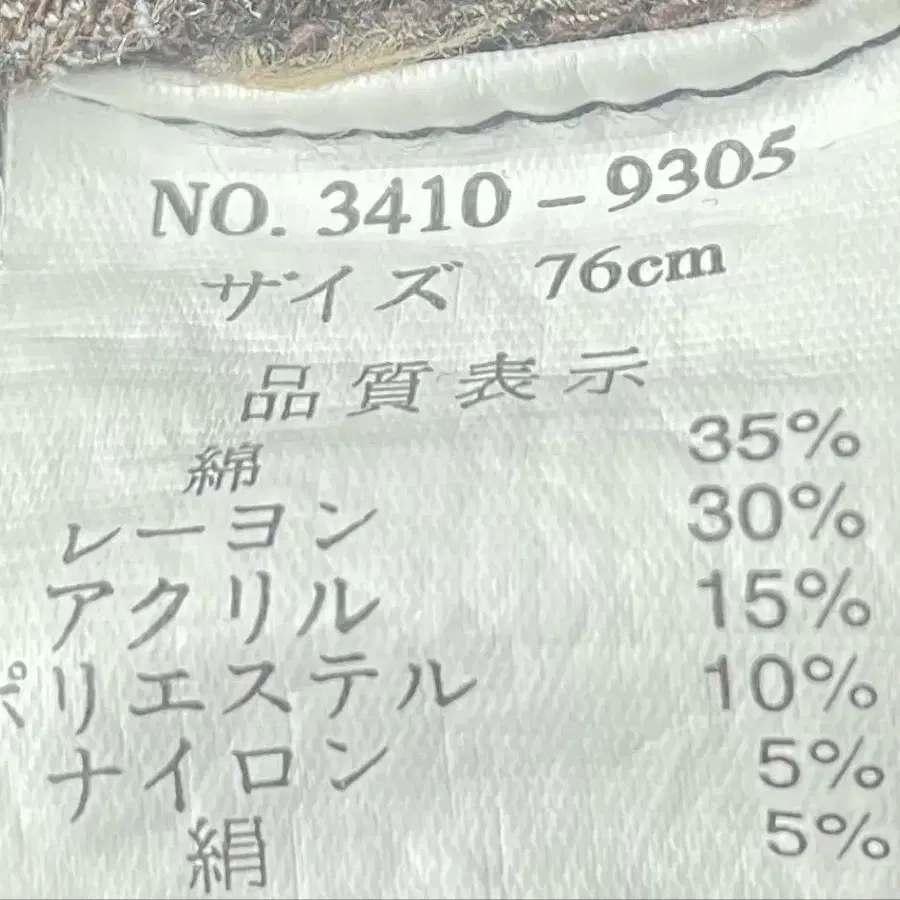 NO. 3410-9305
サイズ 76cm
品質表示
綿 35%
レーヨン 30%
アクリル 15%
ポリエステル 10%
ナイロン 5%
絹 5%